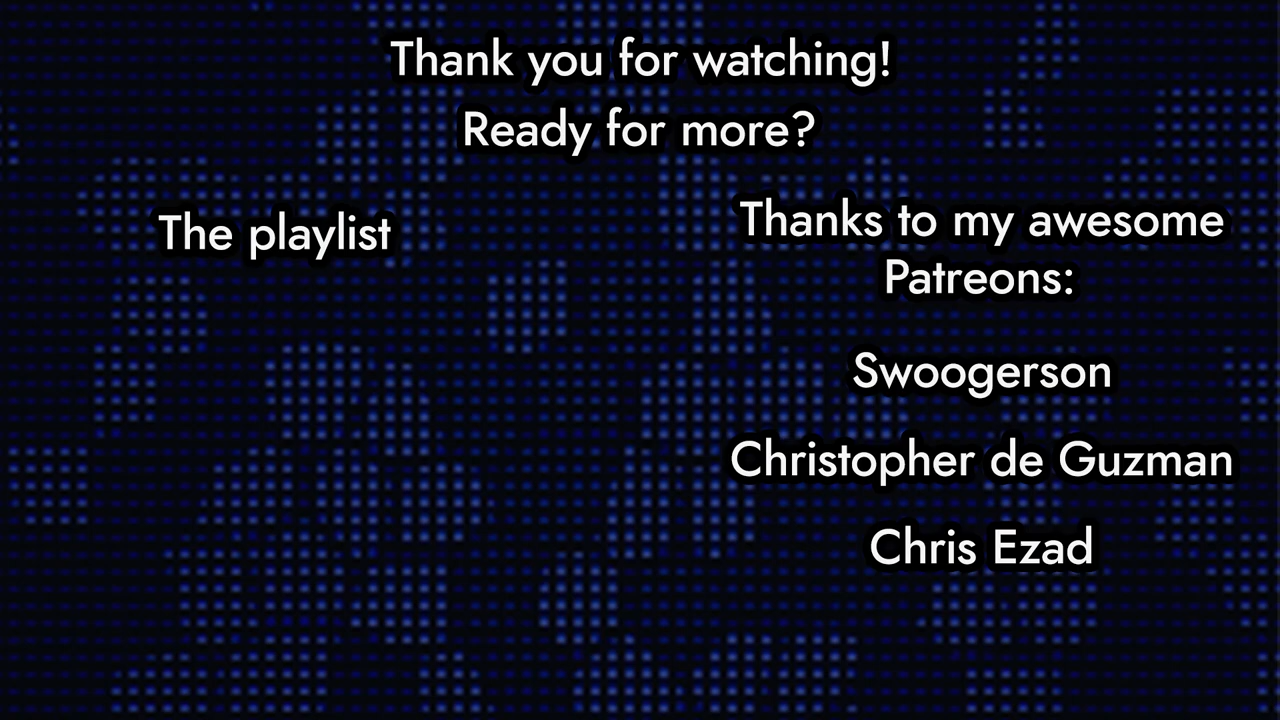 Thank you for watching!
Ready for more?
The playlist
Thanks to my awesome
Patreons:
Swoogerson
Christopher de Guzman
Chris Ezad